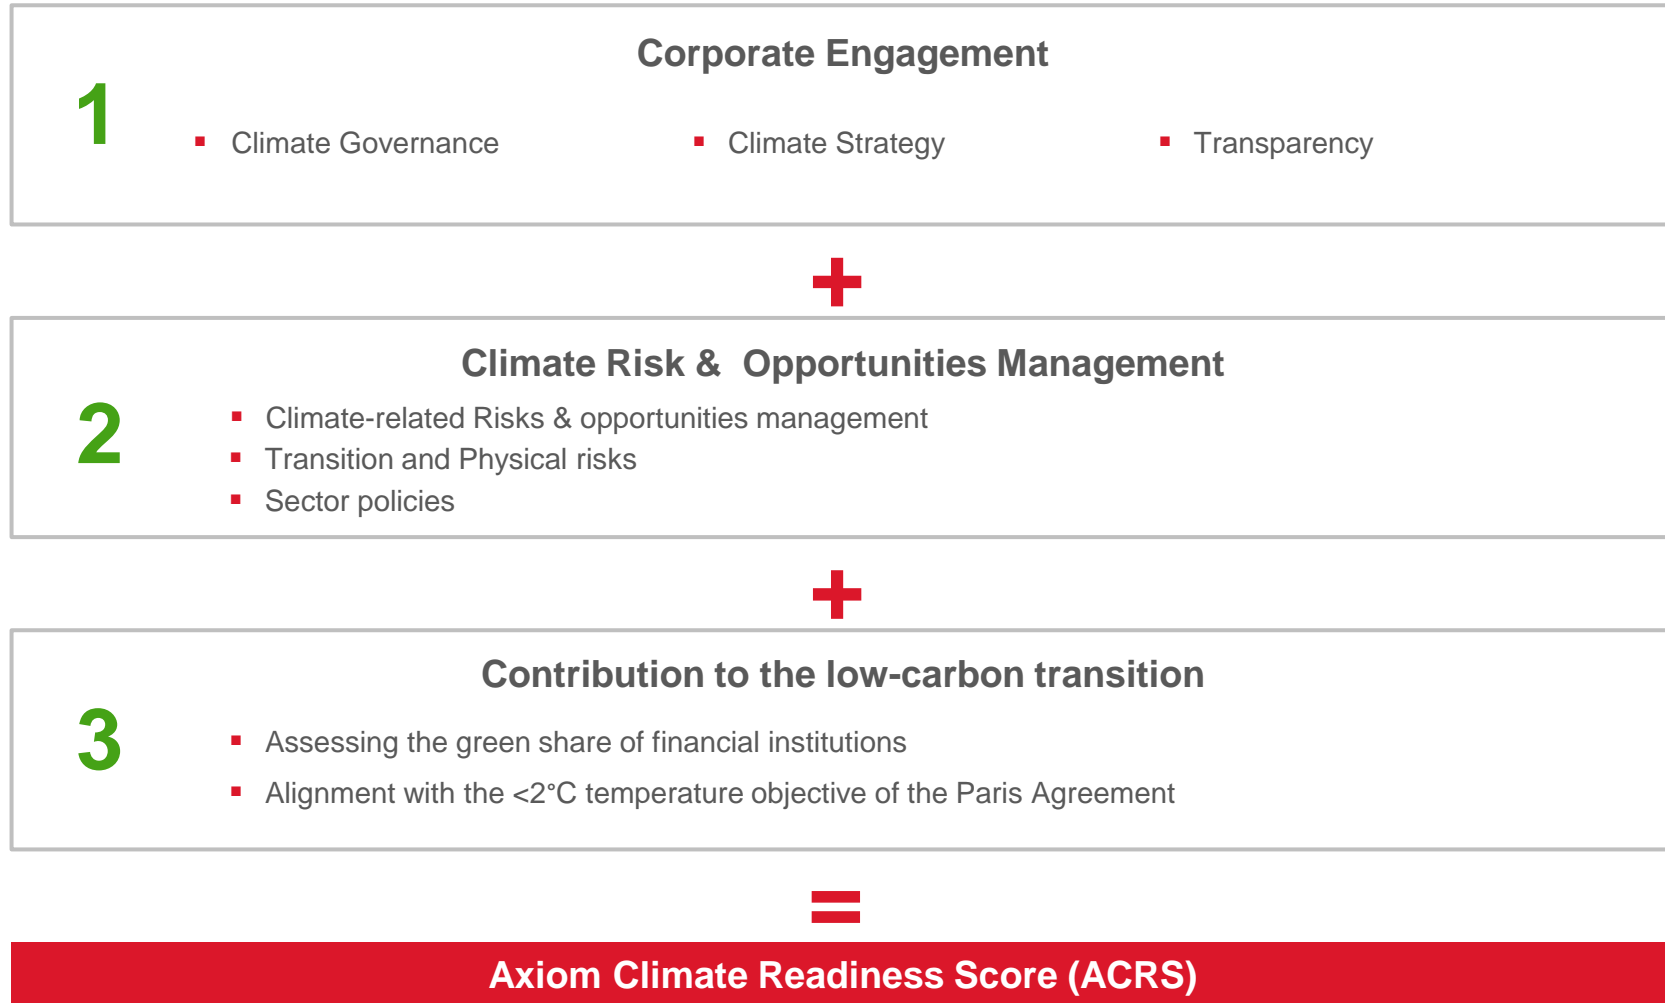 Corporate Engagement
1
▪ Climate Governance ▪ Climate Strategy ▪ Transparency
+
Climate Risk & Opportunities Management
2
▪ Climate-related Risks & opportunities management
▪ Transition and Physical risks
▪ Sector policies
+
Contribution to the low-carbon transition
3
▪ Assessing the green share of financial institutions
▪ Alignment with the <2°C temperature objective of the Paris Agreement
=
Axiom Climate Readiness Score (ACRS)